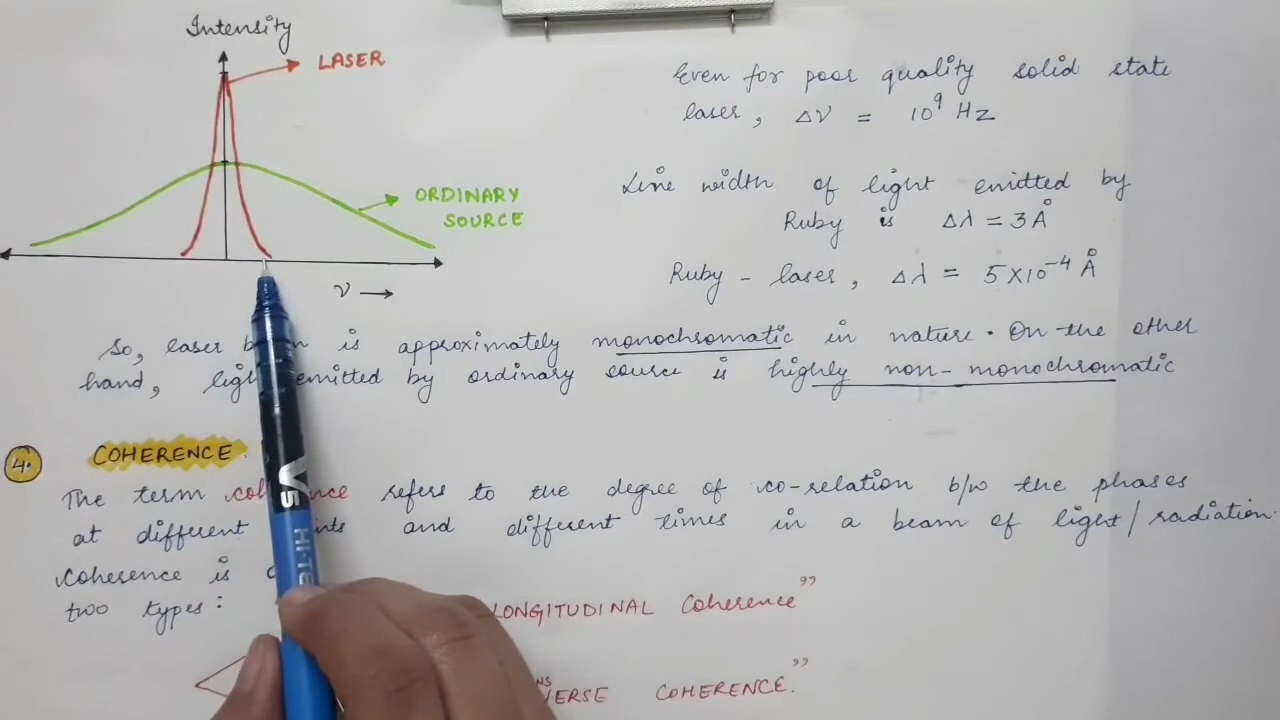 Intensity
LASER
ORDINARY
SOURCE
ν
Even for poor quality solid state
laser, Δν = 10⁹ Hz
Line width of light emitted by
Ruby is Δλ = 3Å
Ruby - laser, Δλ = 5×10⁻⁴ Å
So, laser is approximately monochromatic in nature. On the other
hand, emitted by ordinary source is highly non-monochromatic
4. COHERENCE.
The term refers to the degree of co-relation b/w the phases
at different and different times in a beam of light/radiation.
Coherence is
two types:
LONGITUDINAL Coherence”
COHERENCE.”
V5
HI-TE